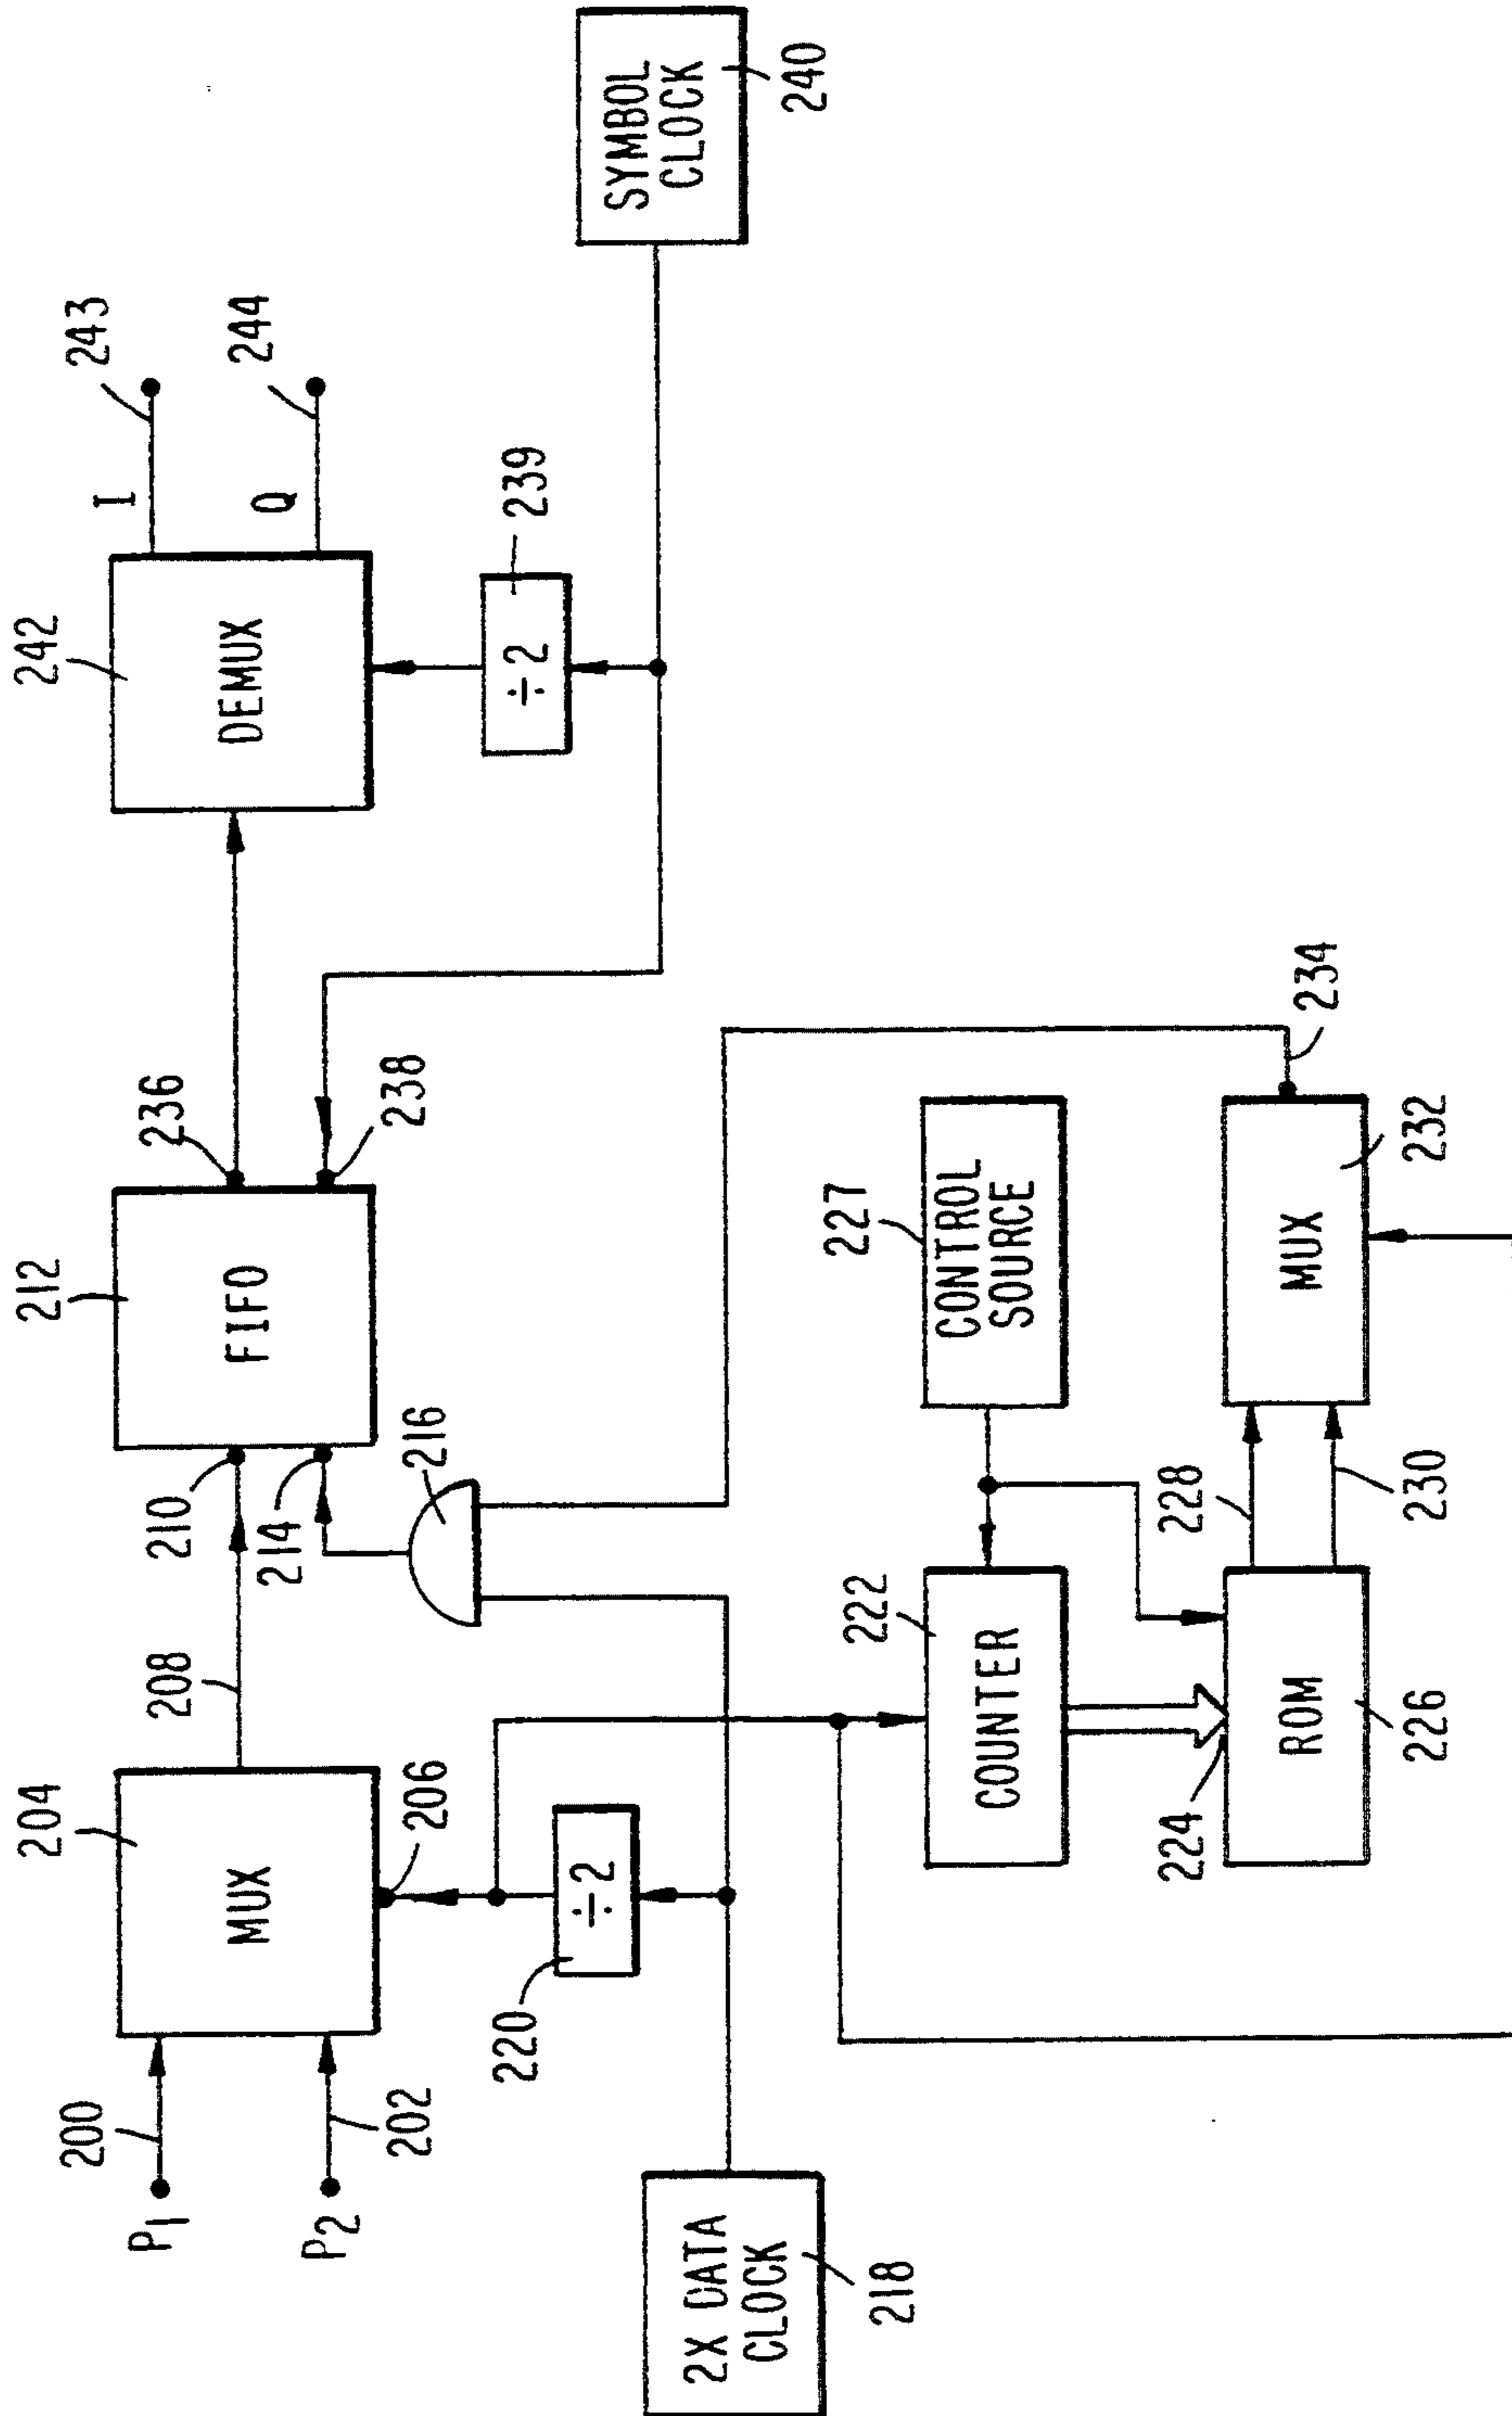 P1
200
P2
202
204
MUX
206
208
210
214
212
FIFO
236
238
242
DEMUX
I
243
Q
244
÷2
239
SYMBOL
CLOCK
240
216
220
÷2
2X DATA
CLOCK
218
222
COUNTER
227
CONTROL
SOURCE
224
ROM
226
228
230
MUX
232
234